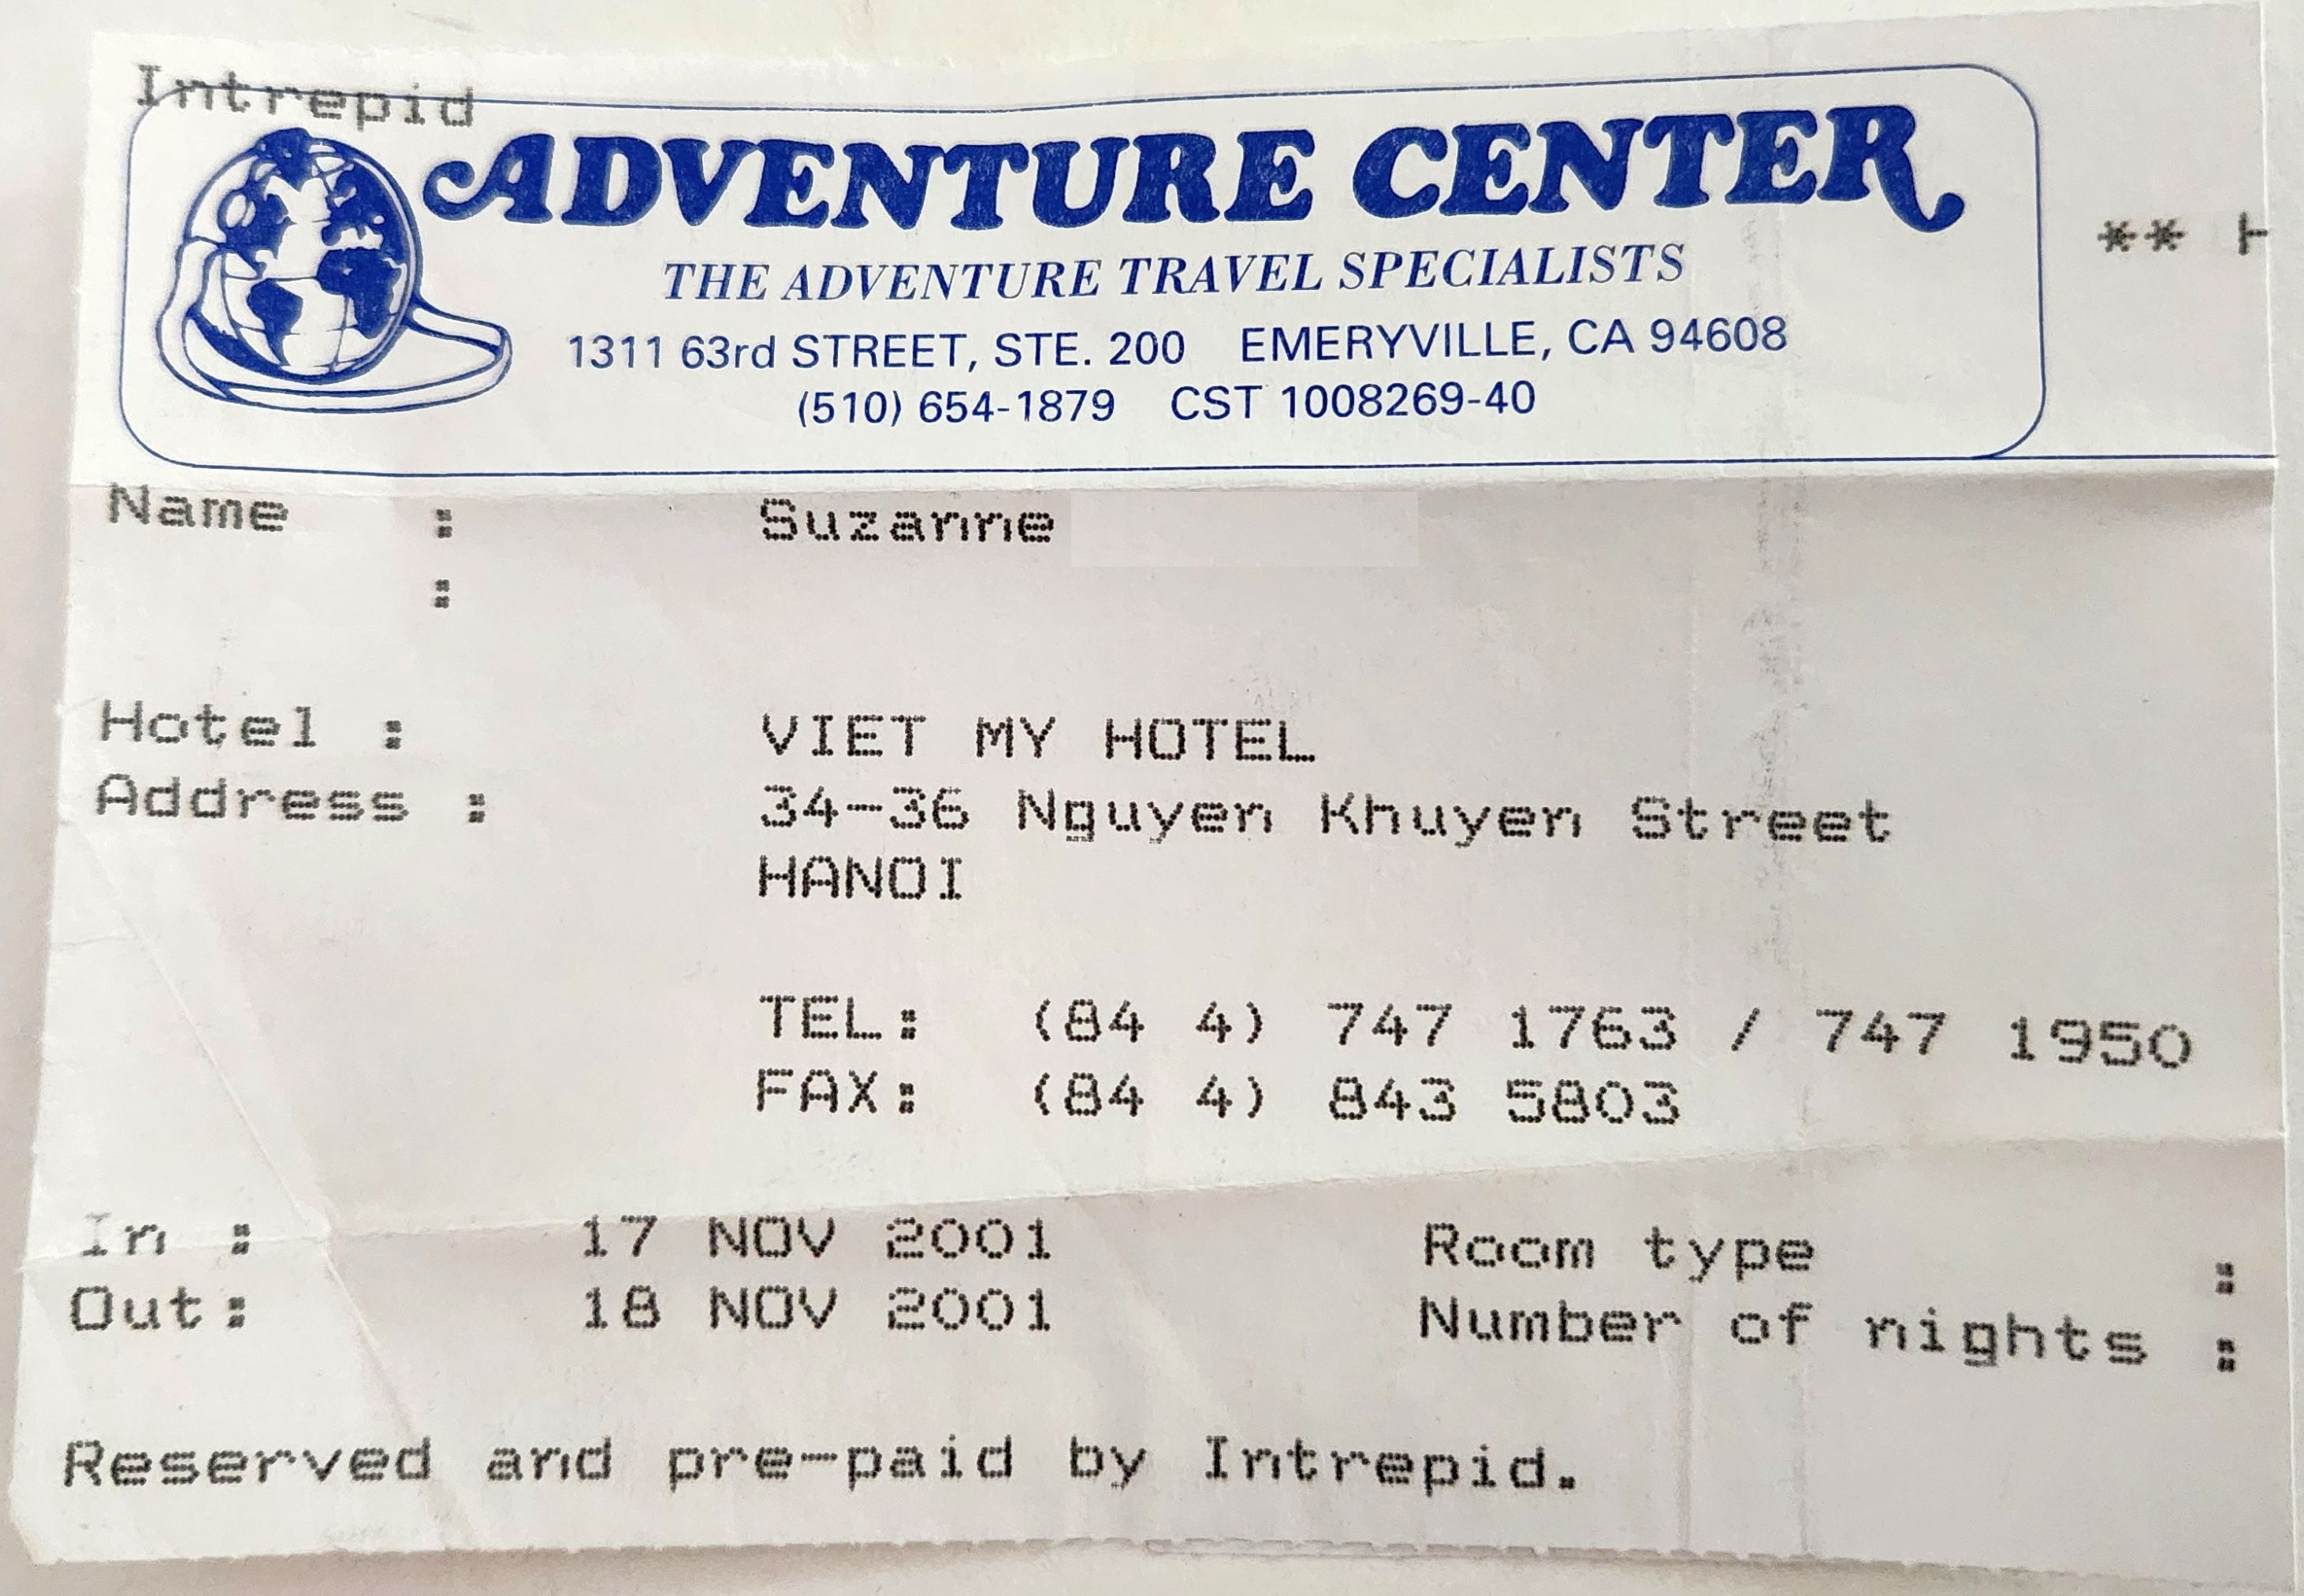 Intrepid
ADVENTURE CENTER
THE ADVENTURE TRAVEL SPECIALISTS
1311 63rd STREET, STE. 200 EMERYVILLE, CA 94608
(510) 654-1879 CST 1008269-40
**
Name : Suzanne
:
Hotel : VIET MY HOTEL
Address : 34-36 Nguyen Khuyen Street
HANOI
TEL: (84 4) 747 1763 / 747 1950
FAX: (84 4) 843 5803
In : 17 NOV 2001 Room type :
Out: 18 NOV 2001 Number of nights :
Reserved and pre-paid by Intrepid.